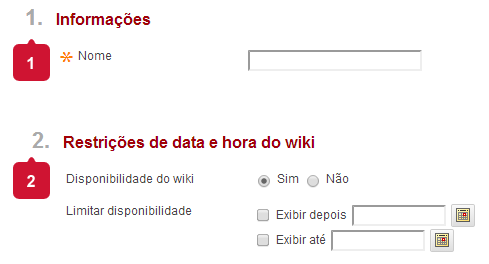 1. Informações
1
Nome
2. Restrições de data e hora do wiki
2
Disponibilidade do wiki Sim Não
Limitar disponibilidade Exibir depois
Exibir até